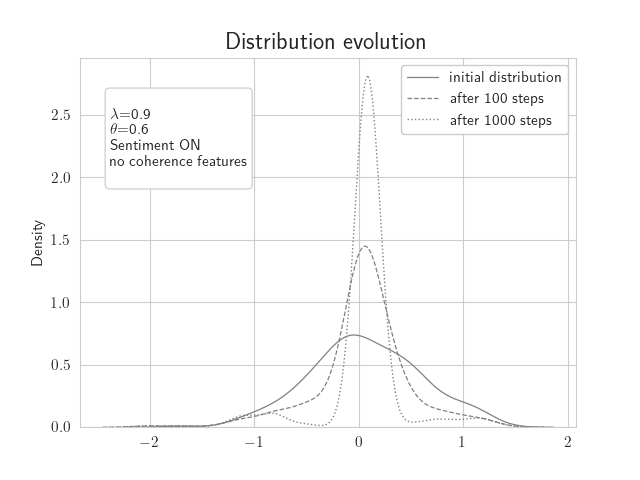 Distribution evolution
initial distribution
after 100 steps
after 1000 steps
λ=0.9
θ=0.6
Sentiment ON
no coherence features
Density
2.5
2.0
1.5
1.0
0.5
0.0
−2
−1
0
1
2